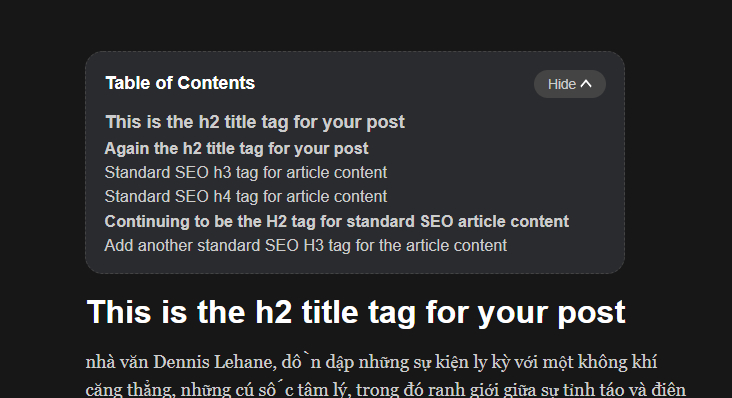 Table of Contents
Hide
This is the h2 title tag for your post
Again the h2 title tag for your post
Standard SEO h3 tag for article content
Standard SEO h4 tag for article content
Continuing to be the H2 tag for standard SEO article content
Add another standard SEO H3 tag for the article content
This is the h2 title tag for your post
nhà văn Dennis Lehane, dồn dập những sự kiện ly kỳ với một không khí
căng thẳng, những cú sốc tâm lý, trong đó ranh giới giữa sự tỉnh táo và điên